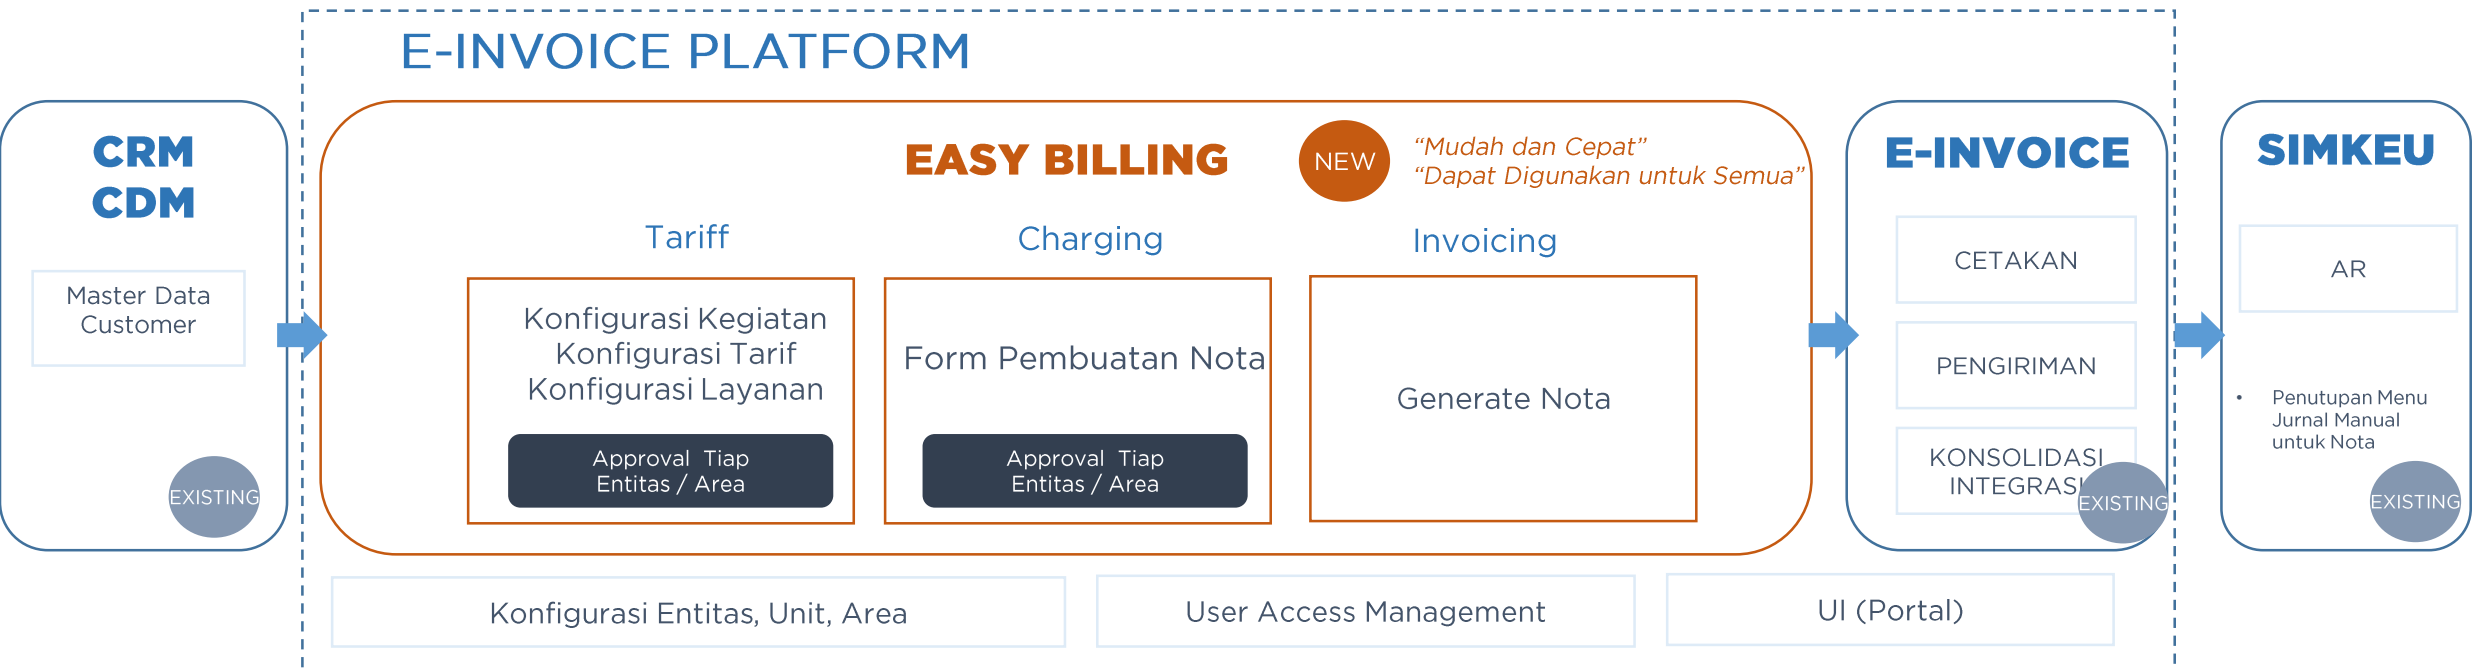 E-INVOICE PLATFORM
CRM
CDM
Master Data
Customer
EXISTING
EASY BILLING
NEW
“Mudah dan Cepat”
“Dapat Digunakan untuk Semua”
Tariff
Konfigurasi Kegiatan
Konfigurasi Tarif
Konfigurasi Layanan
Approval Tiap
Entitas / Area
Charging
Form Pembuatan Nota
Approval Tiap
Entitas / Area
Invoicing
Generate Nota
E-INVOICE
CETAKAN
PENGIRIMAN
KONSOLIDASI
INTEGRASI
EXISTING
SIMKEU
AR
• Penutupan Menu
Jurnal Manual
untuk Nota
EXISTING
Konfigurasi Entitas, Unit, Area
User Access Management
UI (Portal)